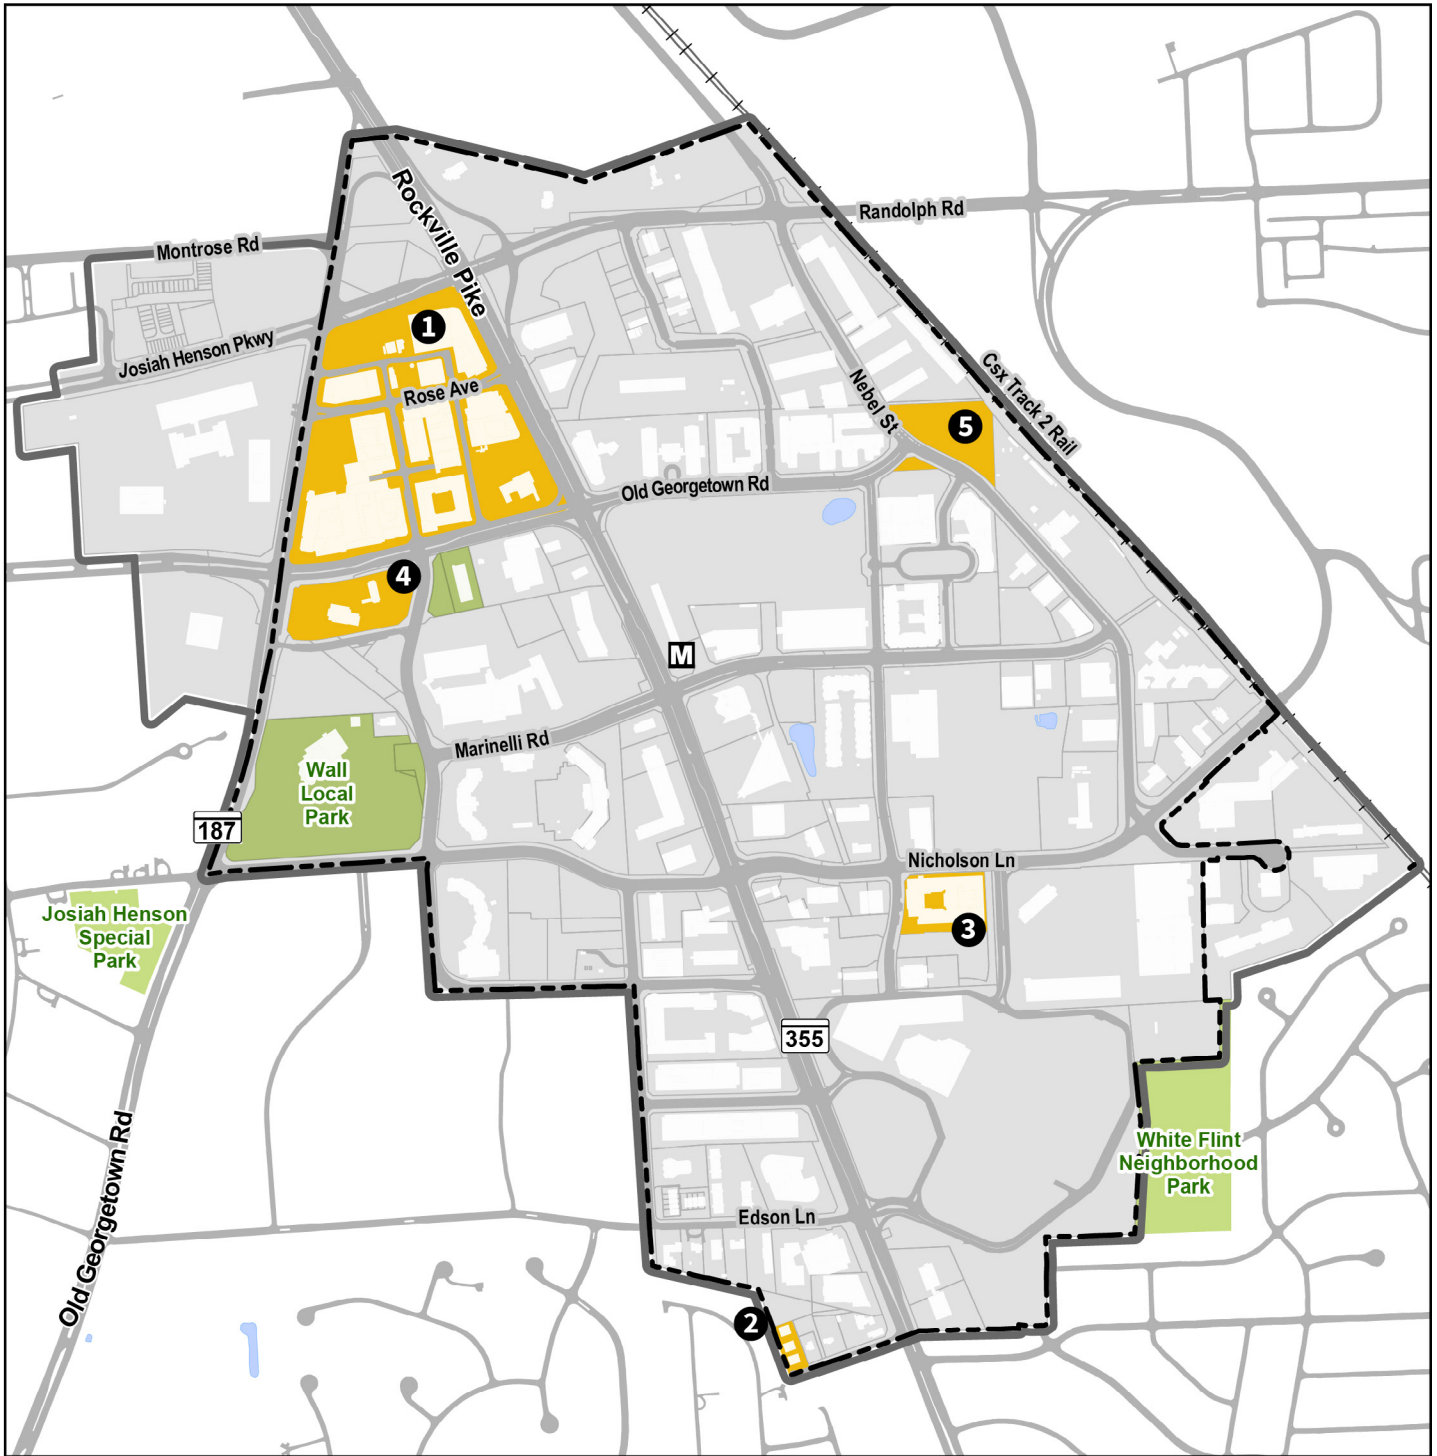 Rockville Pike
Randolph Rd
Montrose Rd
Josiah Henson Pkwy
1
Rose Ave
Nebel St
Csx Track 2 Rail
5
Old Georgetown Rd
4
M
Marinelli Rd
Wall
Local
Park
187
Nicholson Ln
3
Josiah Henson
Special
Park
355
White Flint
Neighborhood
Park
Edson Ln
Old Georgetown Rd
2